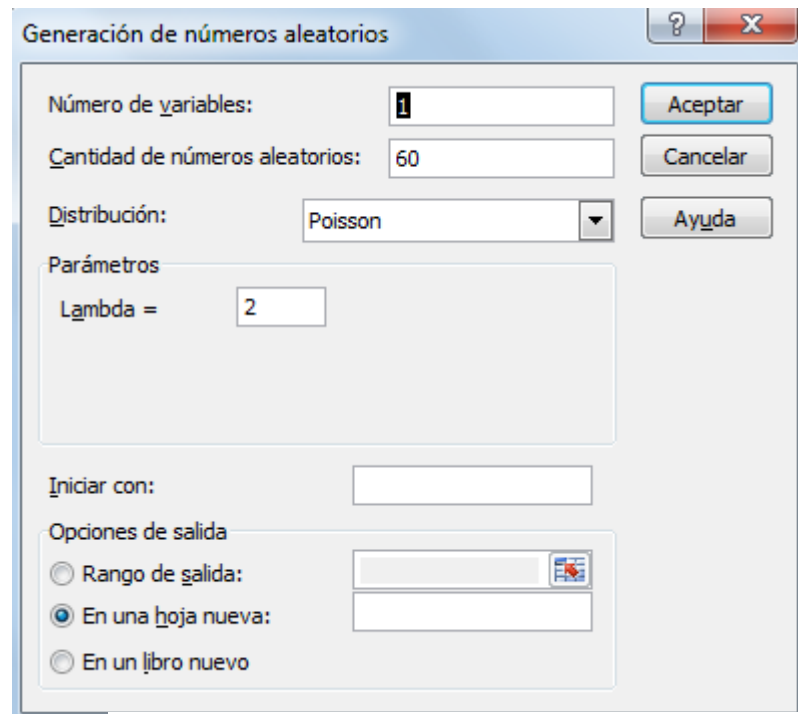 Generación de números aleatorios
?
X
Número de variables:
1
Aceptar
Cantidad de números aleatorios:
60
Cancelar
Distribución:
Poisson
Ayuda
Parámetros
Lambda =
2
Iniciar con:
Opciones de salida
Rango de salida:
En una hoja nueva:
En un libro nuevo